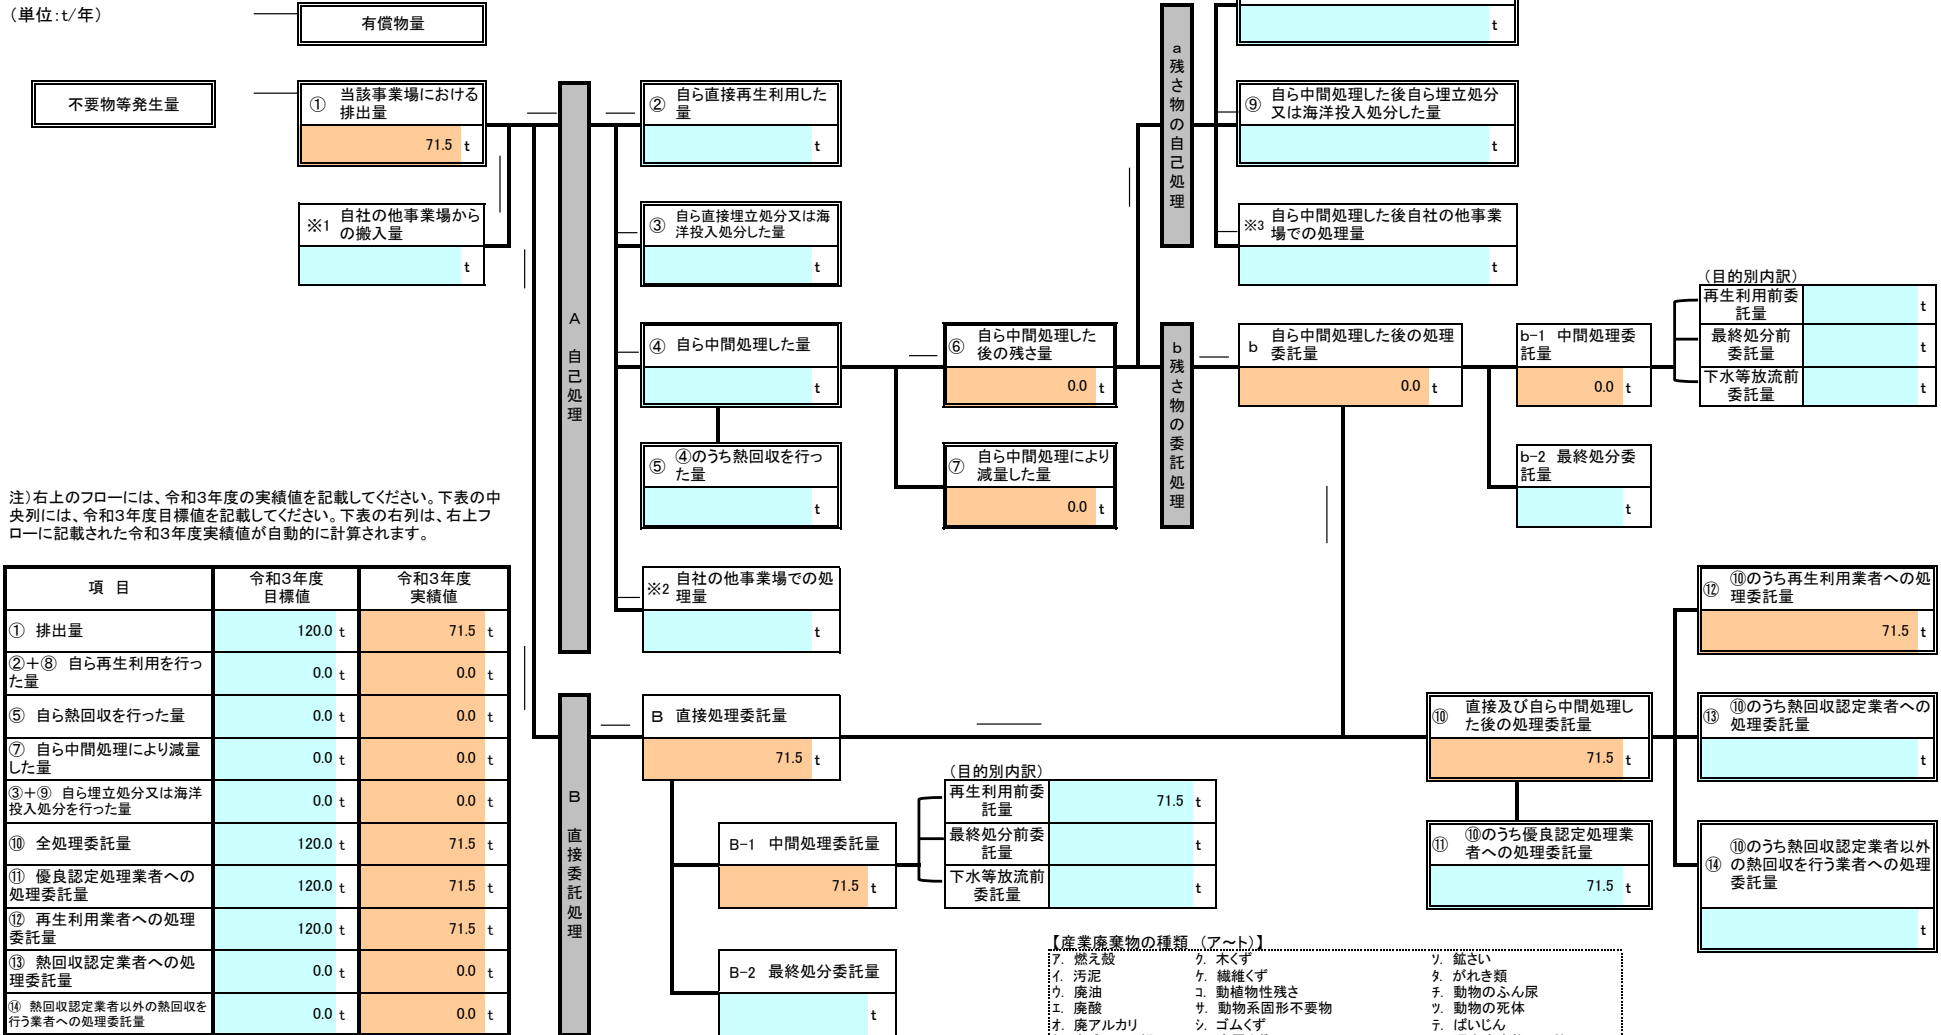 (単位:t/年)
有償物量
不要物等発生量
① 当該事業場における
排出量
71.5 t
※1 自社の他事業場から
の搬入量
t
A 自己処理
② 自ら直接再生利用した
量
t
③ 自ら直接埋立処分又は海
洋投入処分した量
t
④ 自ら中間処理した量
t
⑤ ④のうち熱回収を行っ
た量
t
※2 自社の他事業場での処
理量
t
⑥ 自ら中間処理した
後の残さ量
0.0 t
⑦ 自ら中間処理により
減量した量
0.0 t
a 残さ物の自己処理
t
⑨ 自ら中間処理した後自ら埋立処分
又は海洋投入処分した量
t
※3 自ら中間処理した後自社の他事業
場での処理量
t
b 残さ物の委託処理
b 自ら中間処理した後の処理
委託量
0.0 t
b-1 中間処理委
託量
0.0 t
b-2 最終処分委
託量
t
(目的別内訳)
再生利用前委
託量
t
最終処分前
委託量
t
下水等放流前
委託量
t
注)右上のフローには、令和3年度の実績値を記載してください。下表の中
央列には、令和3年度目標値を記載してください。下表の右列は、右上フ
ローに記載された令和3年度実績値が自動的に計算されます。
項 目 令和3年度
目標値 令和3年度
実績値
① 排出量 120.0 t 71.5 t
②+⑧ 自ら再生利用を行っ
た量 0.0 t 0.0 t
⑤ 自ら熱回収を行った量 0.0 t 0.0 t
⑦ 自ら中間処理により減量
した量 0.0 t 0.0 t
③+⑨ 自ら埋立処分又は海洋
投入処分を行った量 0.0 t 0.0 t
⑩ 全処理委託量 120.0 t 71.5 t
⑪ 優良認定処理業者への
処理委託量 120.0 t 71.5 t
⑫ 再生利用業者への処理
委託量 120.0 t 71.5 t
⑬ 熱回収認定業者への処
理委託量 0.0 t 0.0 t
⑭ 熱回収認定業者以外の熱回収を
行う業者への処理委託量 0.0 t 0.0 t
B 直接委託処理
B 直接処理委託量
71.5 t
B-1 中間処理委託量
71.5 t
B-2 最終処分委託量
t
(目的別内訳)
再生利用前委
託量
71.5 t
最終処分前委
託量
t
下水等放流前
委託量
t
⑩ 直接及び自ら中間処理し
た後の処理委託量
71.5 t
⑪ ⑩のうち優良認定処理業
者への処理委託量
71.5 t
⑫ ⑩のうち再生利用業者への処
理委託量
71.5 t
⑬ ⑩のうち熱回収認定業者への
処理委託量
t
⑭ ⑩のうち熱回収認定業者以外
の熱回収を行う業者への処理
委託量
t
【産業廃棄物の種類 (ア～ト)】
ア. 燃え殻 ク. 木くず ソ. 鉱さい
イ. 汚泥 ケ. 繊維くず タ. がれき類
ウ. 廃油 コ. 動植物性残さ チ. 動物のふん尿
エ. 廃酸 サ. 動物系固形不要物 ツ. 動物の死体
オ. 廃アルカリ シ. ゴムくず テ. ばいじん